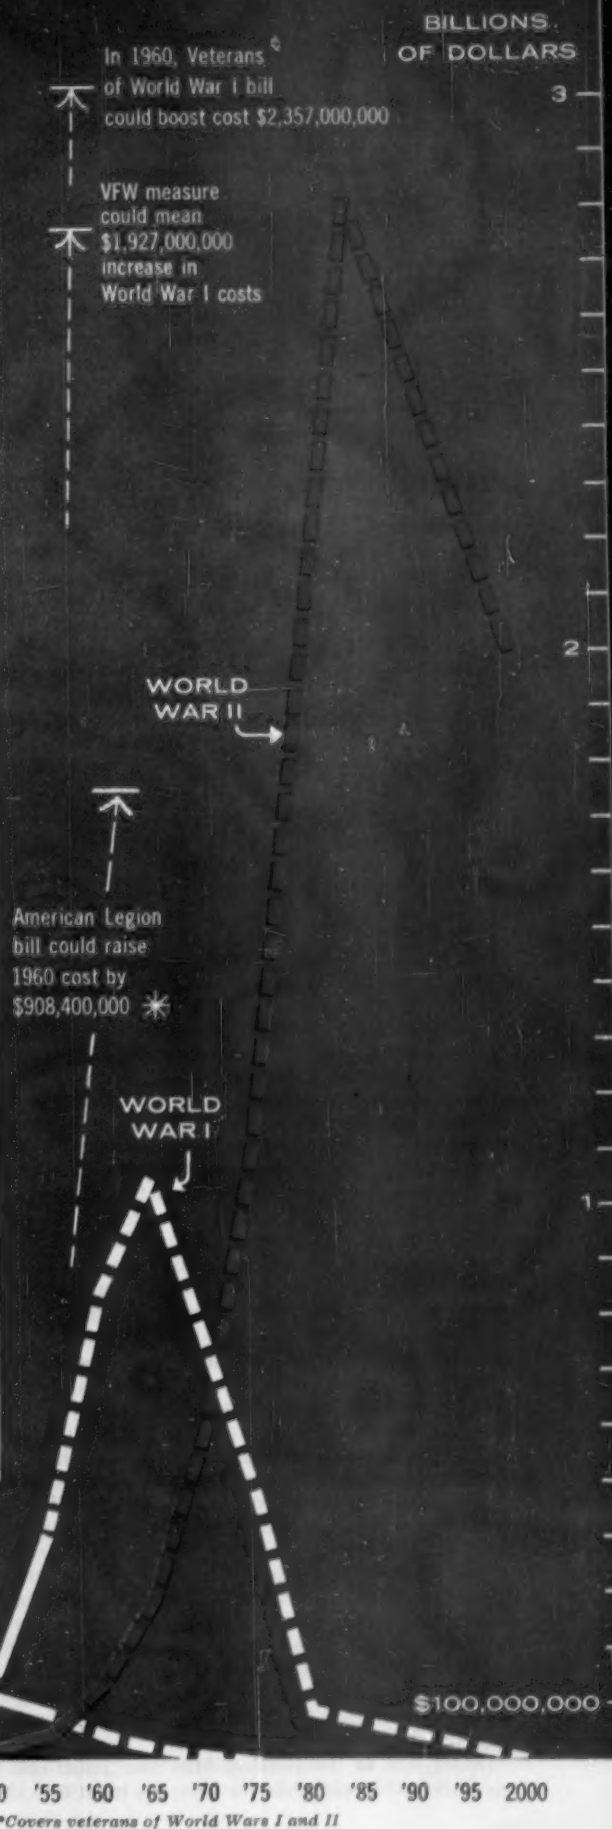 BILLIONS
OF DOLLARS
In 1960, Veterans
of World War I bill
could boost cost $2,357,000,000
3
VFW measure
could mean
$1,927,000,000
increase in
World War I costs
2
WORLD
WAR II
American Legion
bill could raise
1960 cost by
$908,400,000 *
WORLD
WAR I
1
$100,000,000
0 '55 '60 '65 '70 '75 '80 '85 '90 '95 2000
*Covers veterans of World Wars I and II